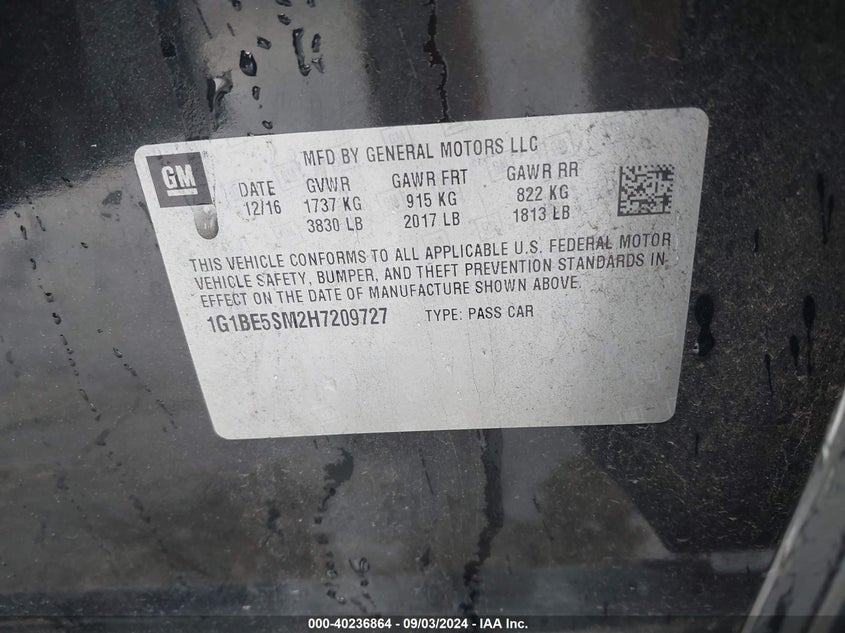 MFD BY GENERAL MOTORS LLC
GM
DATE GVWR GAWR FRT GAWR RR
12/16 1737 KG 915 KG 822 KG
3830 LB 2017 LB 1813 LB
THIS VEHICLE CONFORMS TO ALL APPLICABLE U.S. FEDERAL MOTOR
VEHICLE SAFETY, BUMPER, AND THEFT PREVENTION STANDARDS IN
EFFECT ON THE DATE OF MANUFACTURE SHOWN ABOVE.
1G1BE5SM2H7209727 TYPE: PASS CAR
000-40236864 - 09/03/2024 - IAA Inc.